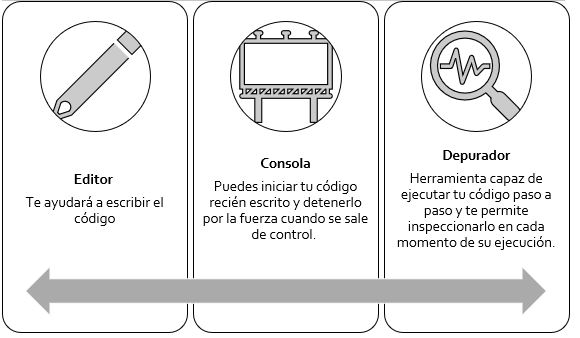 Editor
Te ayudará a escribir el
código
Consola
Puedes iniciar tu código
recién escrito y detenerlo
por la fuerza cuando se sale
de control.
Depurador
Herramienta capaz de
ejecutar tu código paso a
paso y te permite
inspeccionarlo en cada
momento de su ejecución.